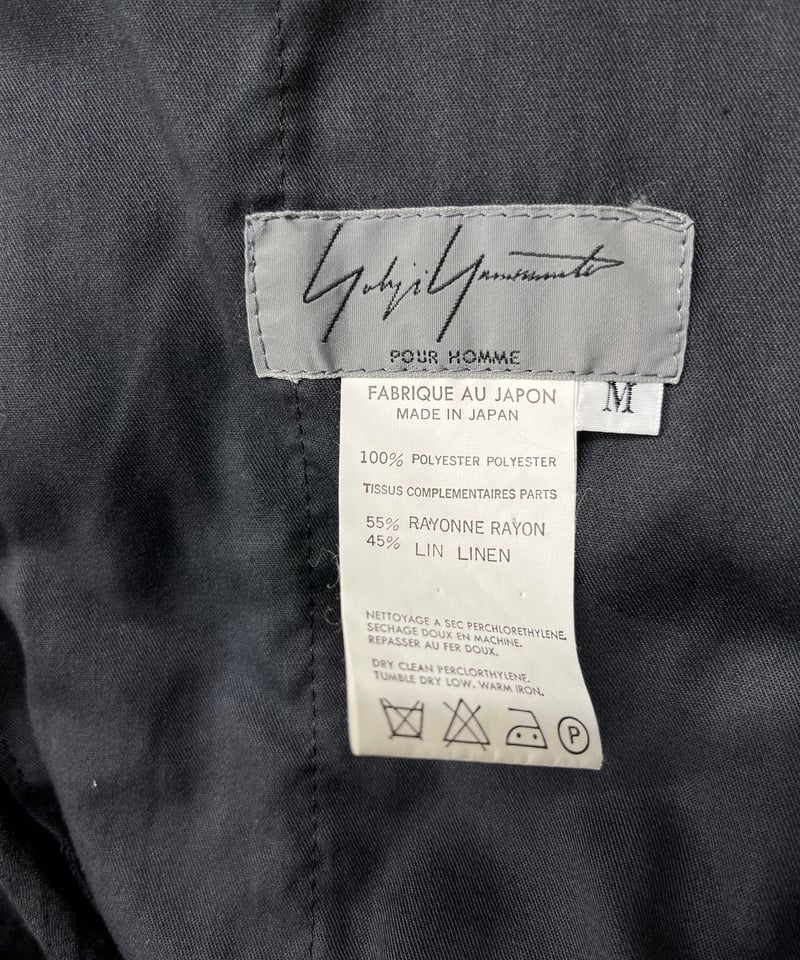 Yohji Yamamoto
POUR HOMME
M
FABRIQUE AU JAPON
MADE IN JAPAN
100% POLYESTER POLYESTER
TISSUS COMPLEMENTAIRES PARTS
55% RAYONNE RAYON
45% LIN LINEN
NETTOYAGE A SEC PERCHLORETHYLENE.
SECHAGE DOUX EN MACHINE.
REPASSER AU FER DOUX.
DRY CLEAN PERCLORTHYLENE.
TUMBLE DRY LOW. WARM IRON.
P